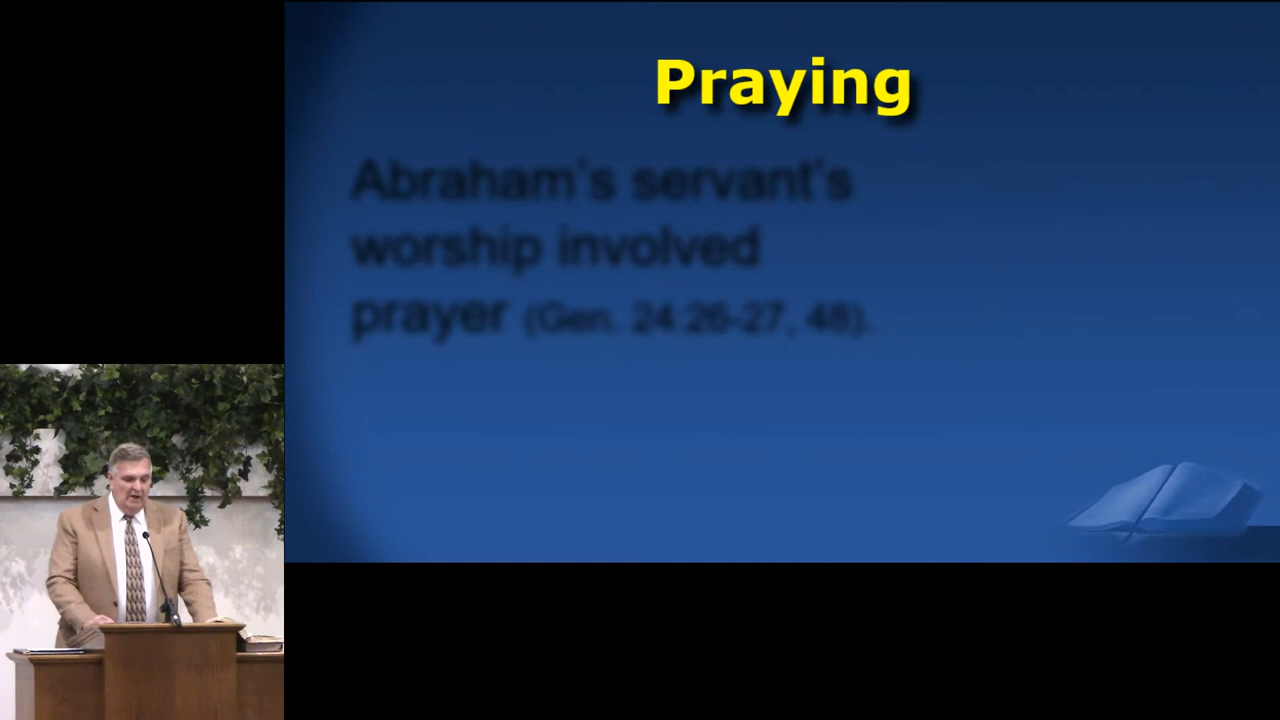 Praying
Abraham's servant's
worship involved
prayer (Gen. 24:26-27, 48).